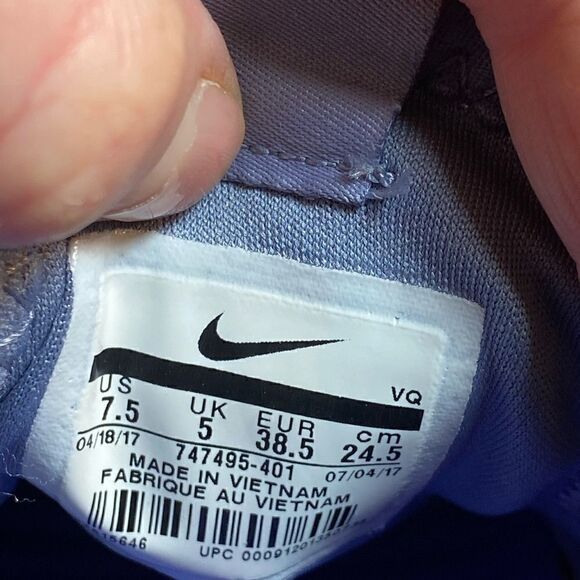 VQ
US UK EUR cm
7.5 5 38.5 24.5
04/18/17 747495-401 07/04/17
MADE IN VIETNAM
FABRIQUE AU VIETNAM
UPC